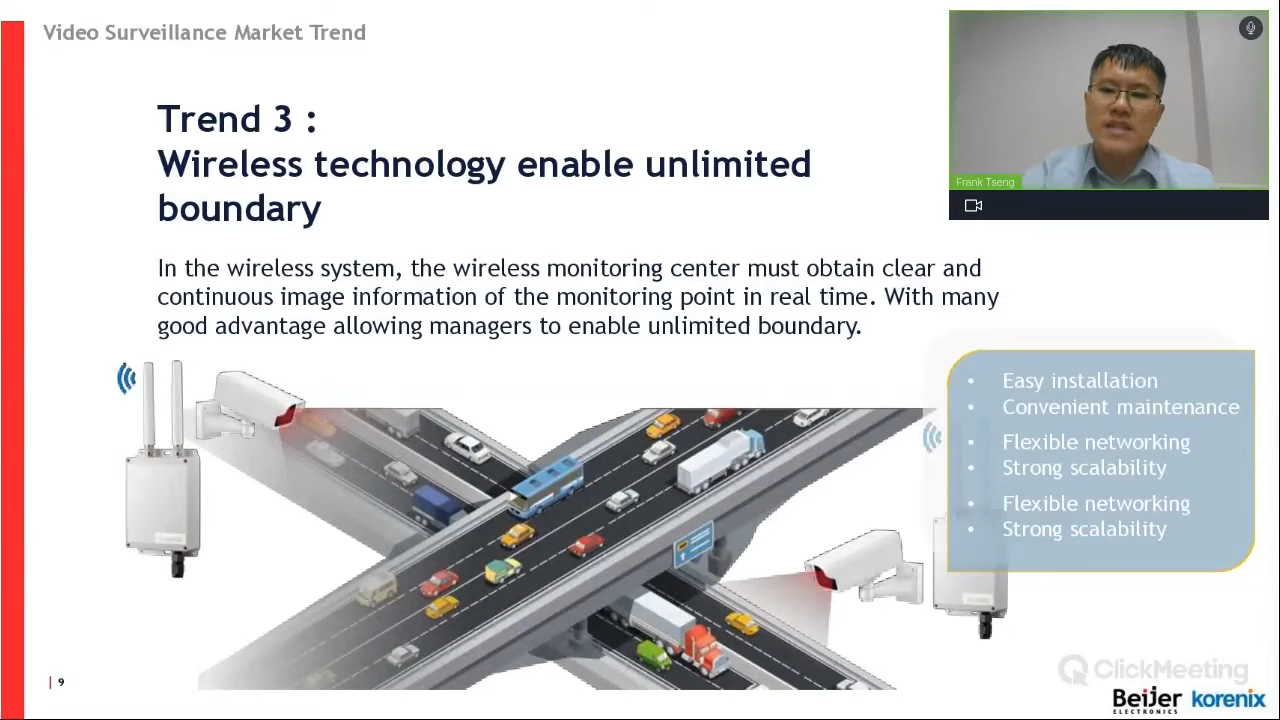 Video Surveillance Market Trend
Trend 3 :
Wireless technology enable unlimited
boundary
Frank Tseng
In the wireless system, the wireless monitoring center must obtain clear and
continuous image information of the monitoring point in real time. With many
good advantage allowing managers to enable unlimited boundary.
• Easy installation
• Convenient maintenance
• Flexible networking
• Strong scalability
• Flexible networking
• Strong scalability
ClickMeeting
| 9
BeiJer
ELECTRONICS
korenix